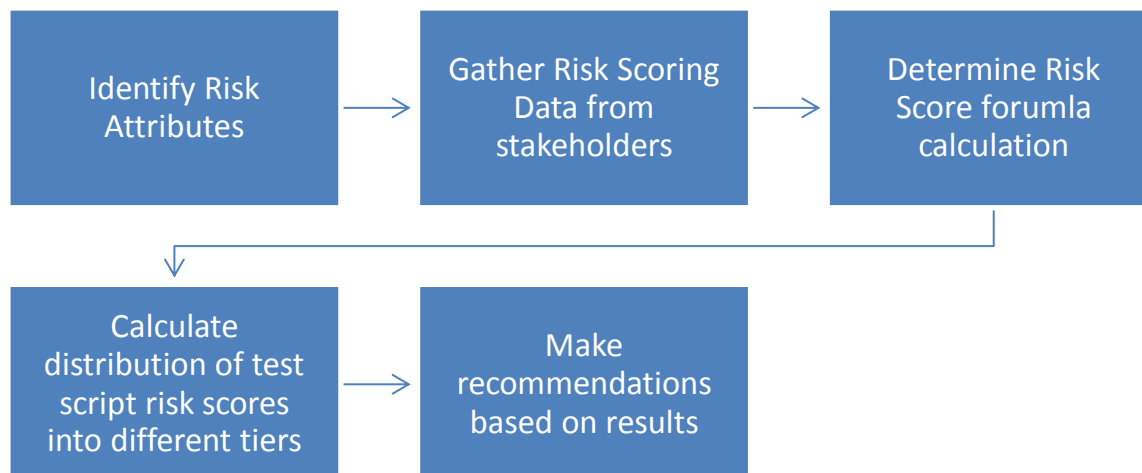 Identify Risk
Attributes
Gather Risk Scoring
Data from
stakeholders
Determine Risk
Score forumla
calculation
Calculate
distribution of test
script risk scores
into different tiers
Make
recommendations
based on results